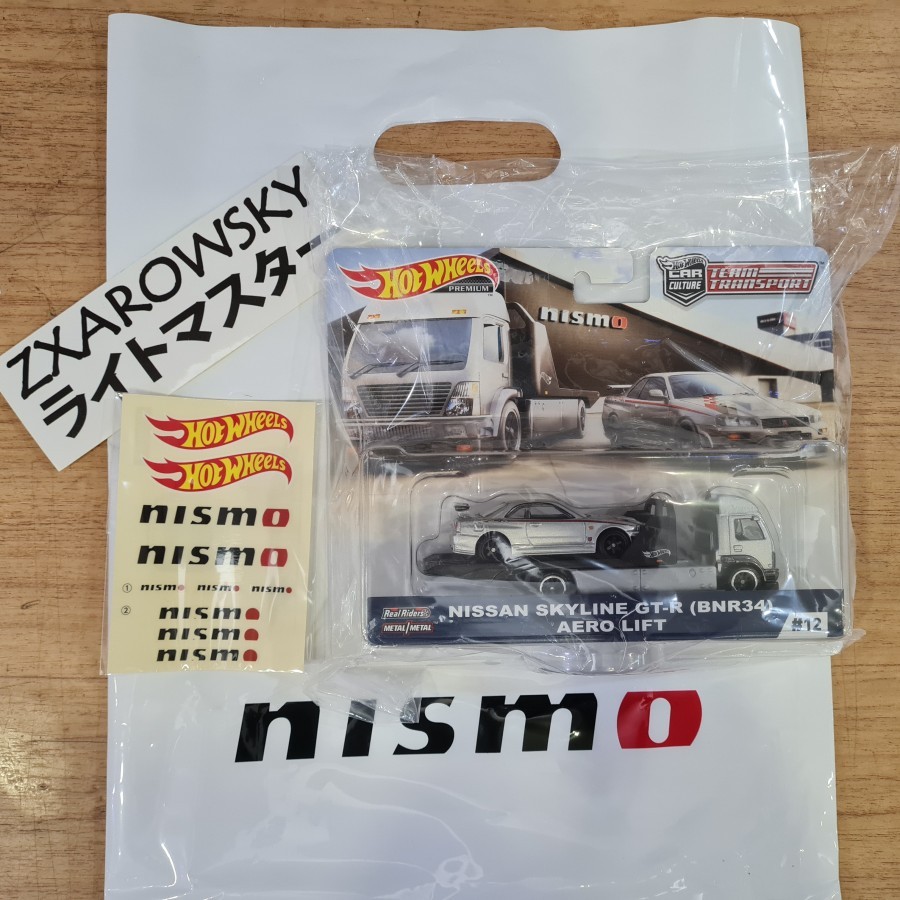 ZXAROWSKY
ライトマスター
HOT WHEELS
PREMIUM
HOT WHEELS
CAR
CULTURE
TEAM
TRANSPORT
nismo
HOT WHEELS
HOT WHEELS
nismo
nismo
① nismo nismo nismo
② nismo
nismo
nismo
Real Riders
METAL/METAL
NISSAN SKYLINE GT-R (BNR34)
AERO LIFT
#12
nismo